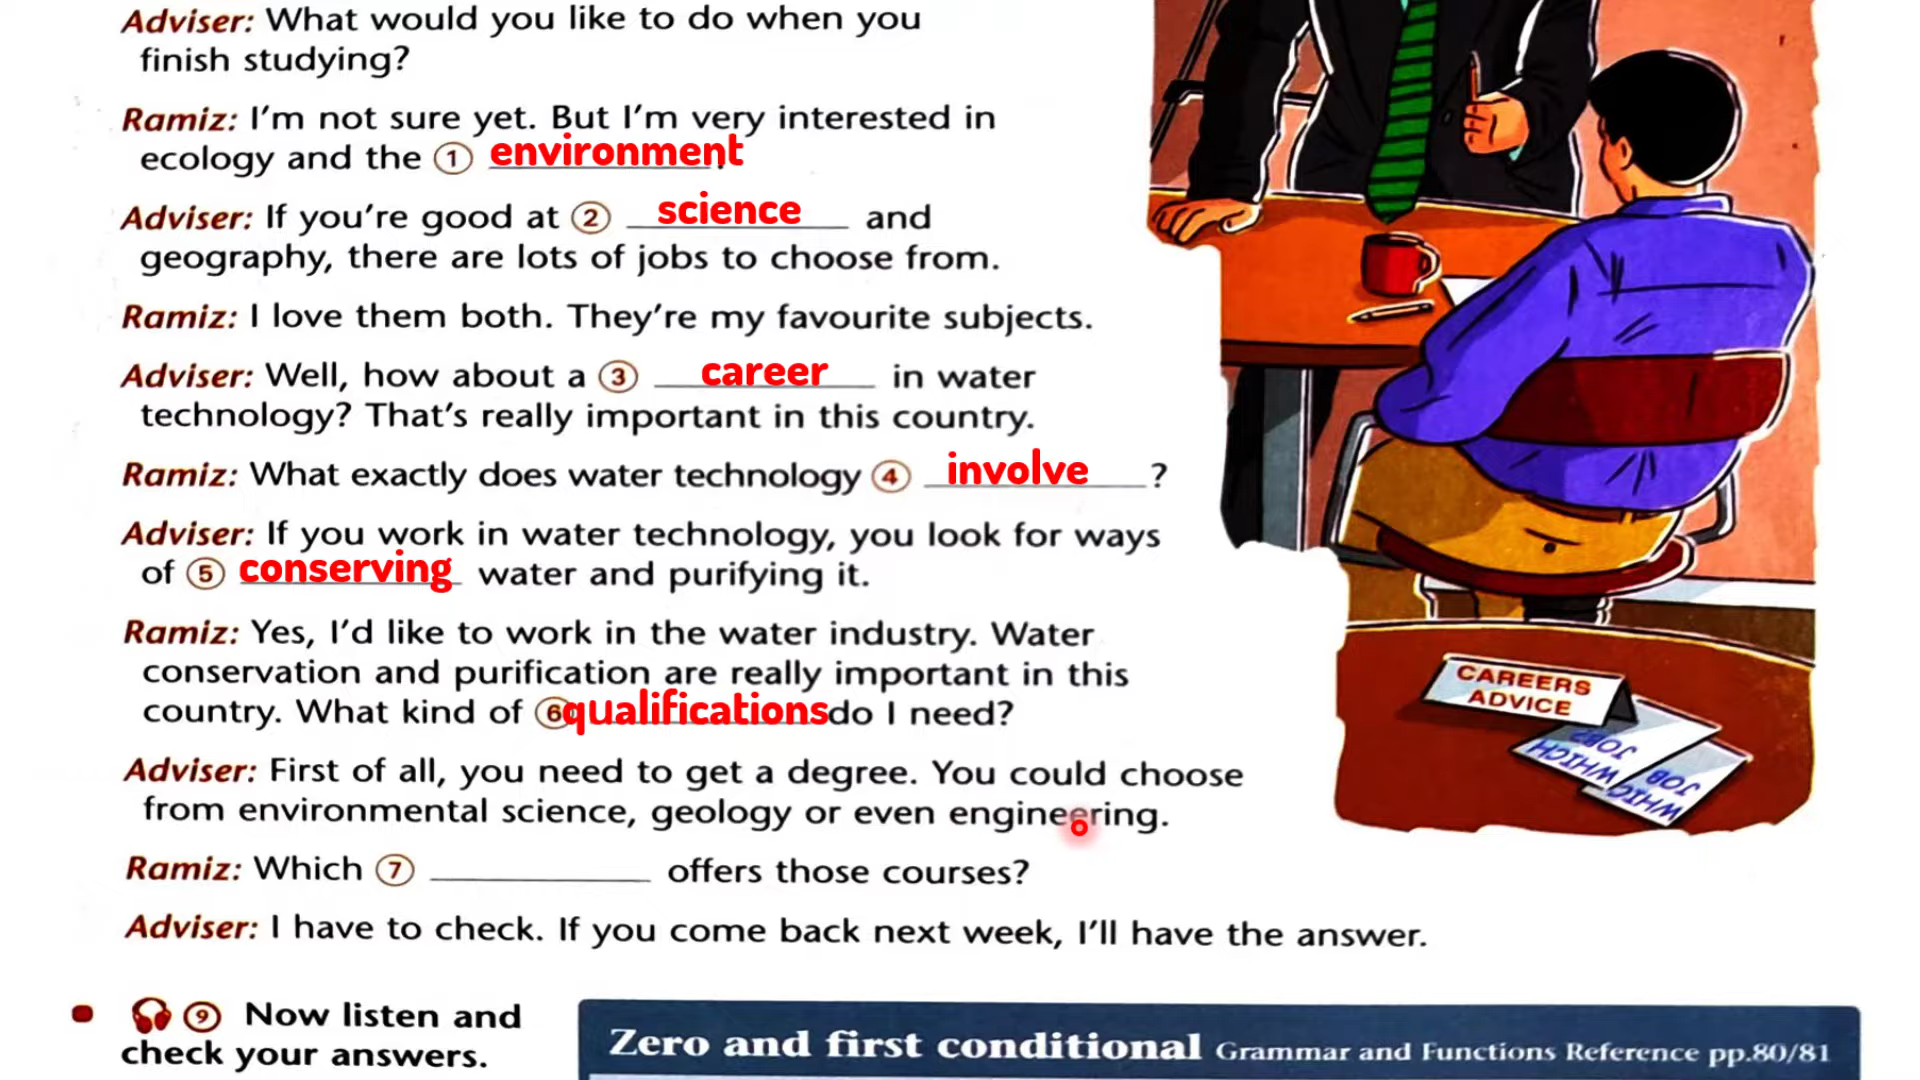 Adviser: What would you like to do when you
finish studying?
Ramiz: I'm not sure yet. But I'm very interested in
ecology and the ① environment.
Adviser: If you're good at ② science and
geography, there are lots of jobs to choose from.
Ramiz: I love them both. They're my favourite subjects.
Adviser: Well, how about a ③ career in water
technology? That's really important in this country.
Ramiz: What exactly does water technology ④ involve?
Adviser: If you work in water technology, you look for ways
of ⑤ conserving water and purifying it.
Ramiz: Yes, I'd like to work in the water industry. Water
conservation and purification are really important in this
country. What kind of ⑥ qualifications do I need?
Adviser: First of all, you need to get a degree. You could choose
from environmental science, geology or even engineering.
Ramiz: Which ⑦ __________ offers those courses?
Adviser: I have to check. If you come back next week, I'll have the answer.
⑨ Now listen and
check your answers.
Zero and first conditional Grammar and Functions Reference pp.80/81
CAREERS
ADVICE
WHICH
JOB?
WHICH
JOB